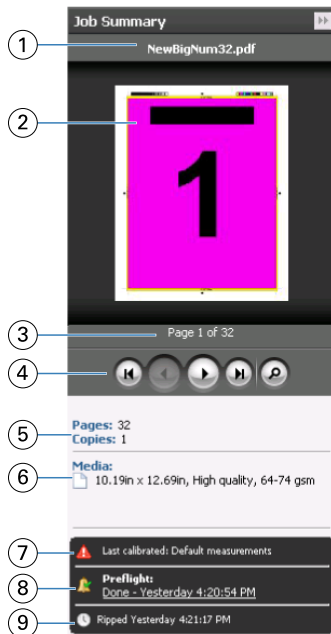 Job Summary
1
NewBigNum32.pdf
2
1
3
Page 1 of 32
4
5
Pages: 32
Copies: 1
6
Media:
10.19in x 12.69in, High quality, 64-74 gsm
7
Last calibrated: Default measurements
8
Preflight:
Done - Yesterday 4:20:54 PM
9
Ripped Yesterday 4:21:17 PM